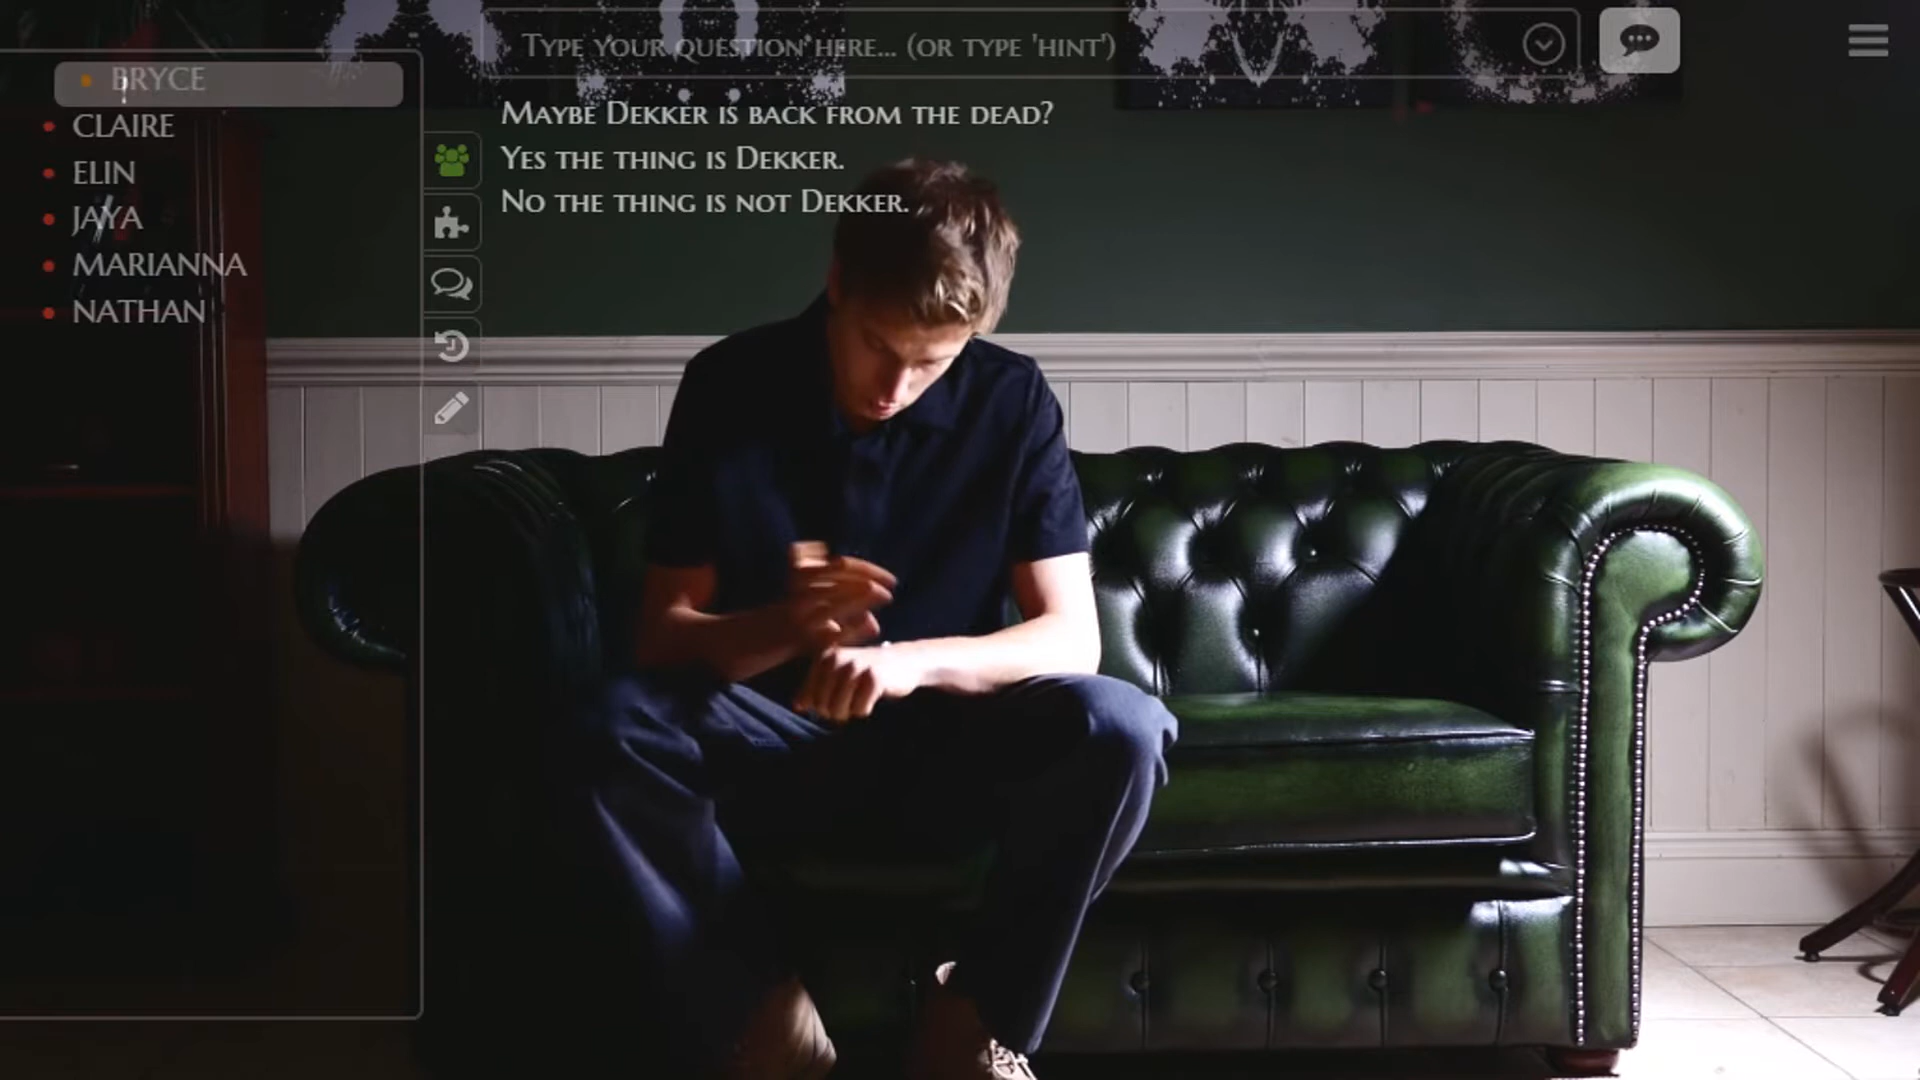 Type your question here... (or type 'hint')
BRYCE
CLAIRE
ELIN
JAYA
MARIANNA
NATHAN
Maybe Dekker is back from the dead?
Yes the thing is Dekker.
No the thing is not Dekker.